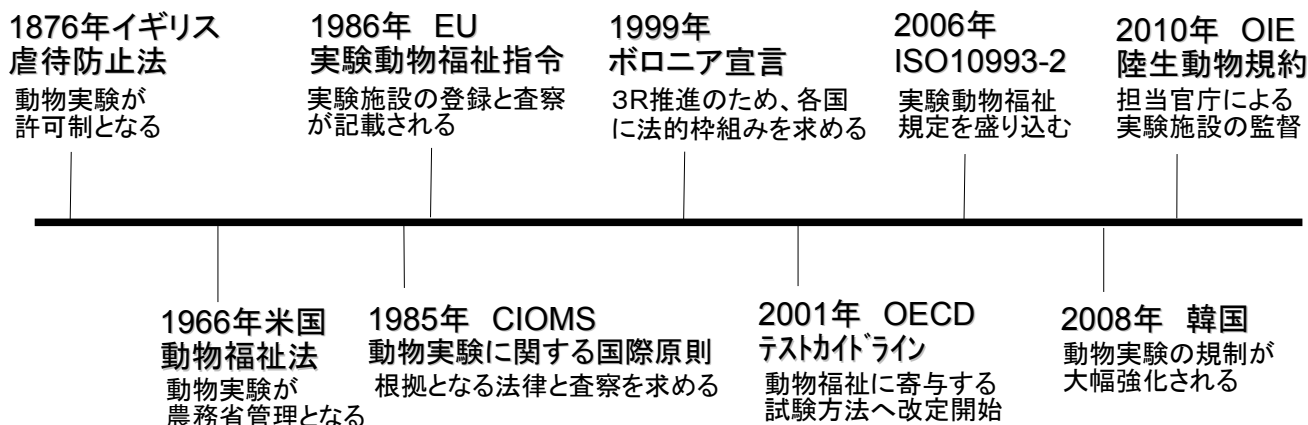 1876年イギリス
虐待防止法
動物実験が
許可制となる
1986年 EU
実験動物福祉指令
実験施設の登録と査察
が記載される
1999年
ボロニア宣言
3R推進のため、各国
に法的枠組みを求める
2006年
ISO10993-2
実験動物福祉
規定を盛り込む
2010年 OIE
陸生動物規約
担当官庁による
実験施設の監督
1966年米国
動物福祉法
動物実験が
農務省管理となる
1985年 CIOMS
動物実験に関する国際原則
根拠となる法律と査察を求める
2001年 OECD
テストカイドライン
動物福祉に寄与する
試験方法へ改定開始
2008年 韓国
動物実験の規制が
大幅強化される